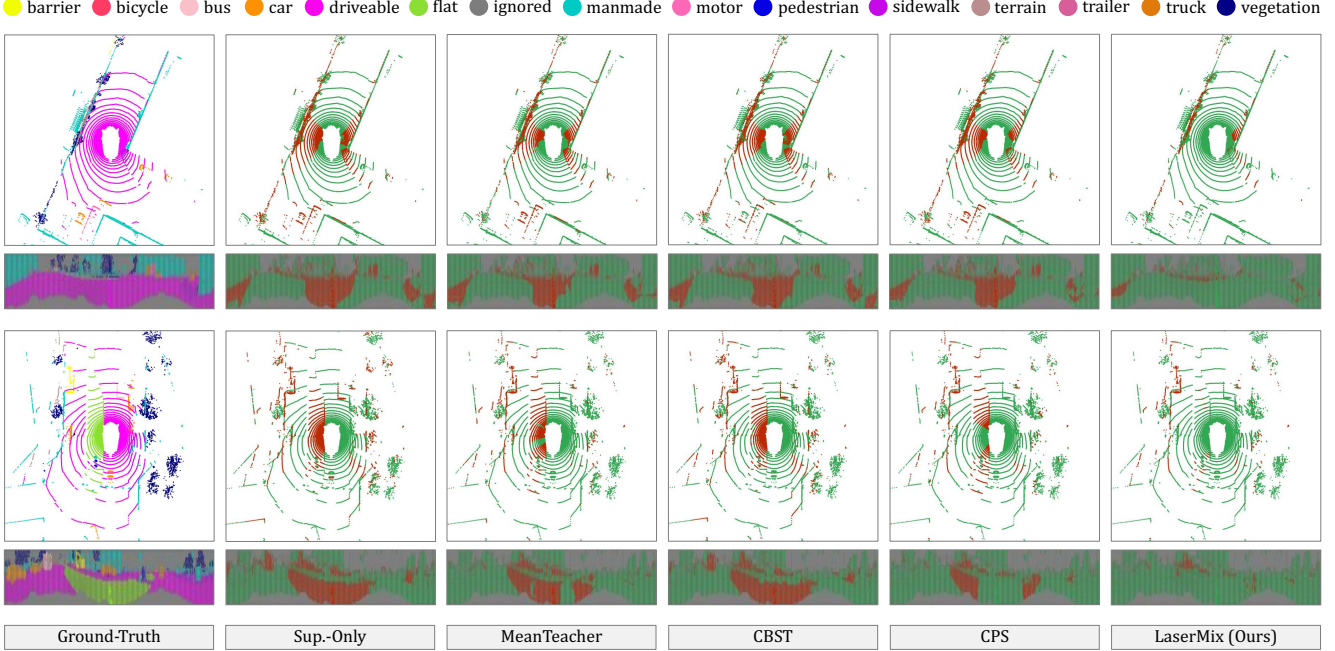 barrier bicycle bus car driveable flat ignored manmade motor pedestrian sidewalk terrain trailer truck vegetation
Ground-Truth Sup.-Only MeanTeacher CBST CPS LaserMix (Ours)